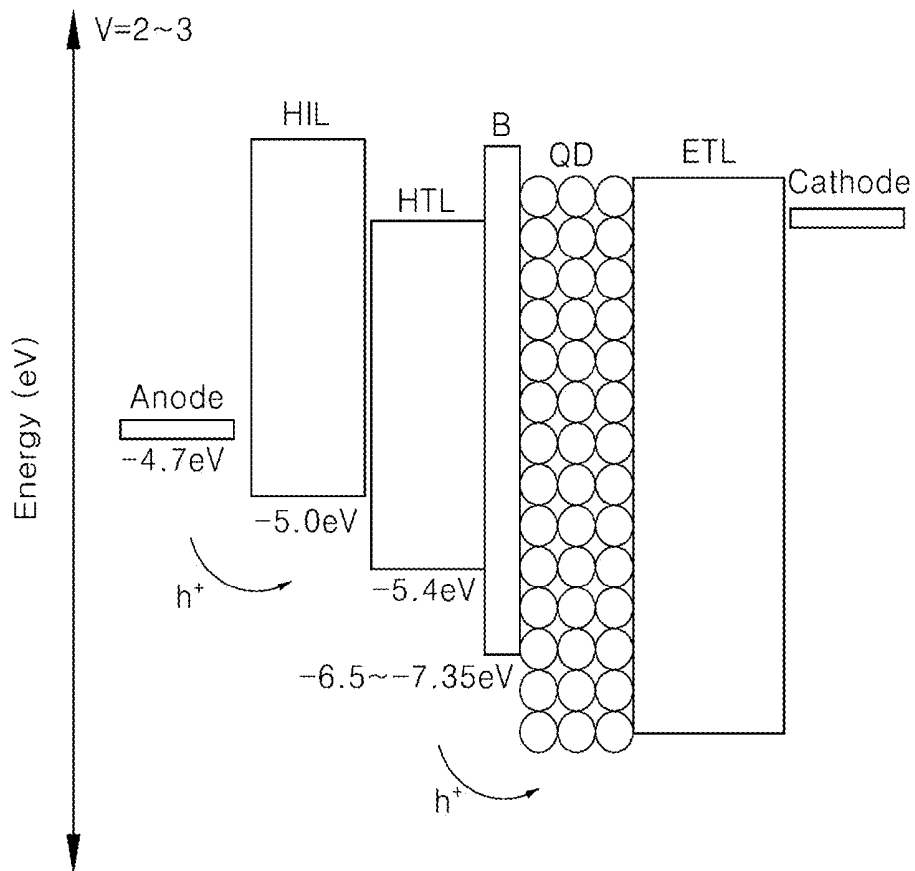 V=2~3
HIL
B
QD
ETL
HTL
Cathode
Anode
-4.7eV
Energy (eV)
-5.0eV
h+
-5.4eV
-6.5~-7.35eV
h+